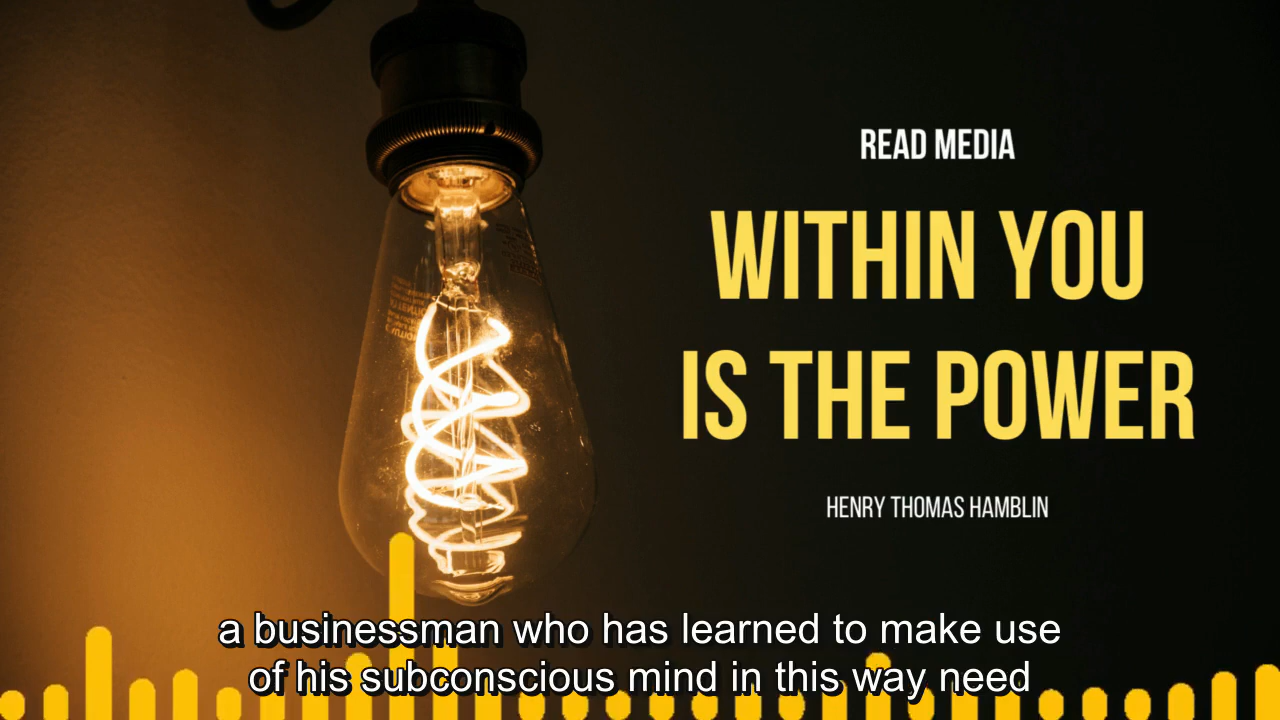 READ MEDIA
WITHIN YOU
IS THE POWER
HENRY THOMAS HAMBLIN
a businessman who has learned to make use
of his subconscious mind in this way need